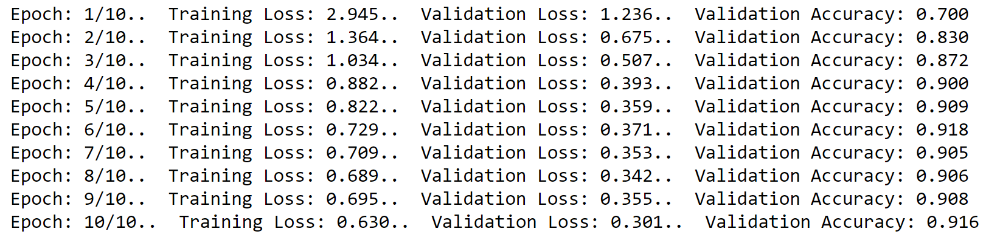 Epoch: 1/10..  Training Loss: 2.945..  Validation Loss: 1.236..  Validation Accuracy: 0.700
Epoch: 2/10..  Training Loss: 1.364..  Validation Loss: 0.675..  Validation Accuracy: 0.830
Epoch: 3/10..  Training Loss: 1.034..  Validation Loss: 0.507..  Validation Accuracy: 0.872
Epoch: 4/10..  Training Loss: 0.882..  Validation Loss: 0.393..  Validation Accuracy: 0.900
Epoch: 5/10..  Training Loss: 0.822..  Validation Loss: 0.359..  Validation Accuracy: 0.909
Epoch: 6/10..  Training Loss: 0.729..  Validation Loss: 0.371..  Validation Accuracy: 0.918
Epoch: 7/10..  Training Loss: 0.709..  Validation Loss: 0.353..  Validation Accuracy: 0.905
Epoch: 8/10..  Training Loss: 0.689..  Validation Loss: 0.342..  Validation Accuracy: 0.906
Epoch: 9/10..  Training Loss: 0.695..  Validation Loss: 0.355..  Validation Accuracy: 0.908
Epoch: 10/10..  Training Loss: 0.630..  Validation Loss: 0.301..  Validation Accuracy: 0.916